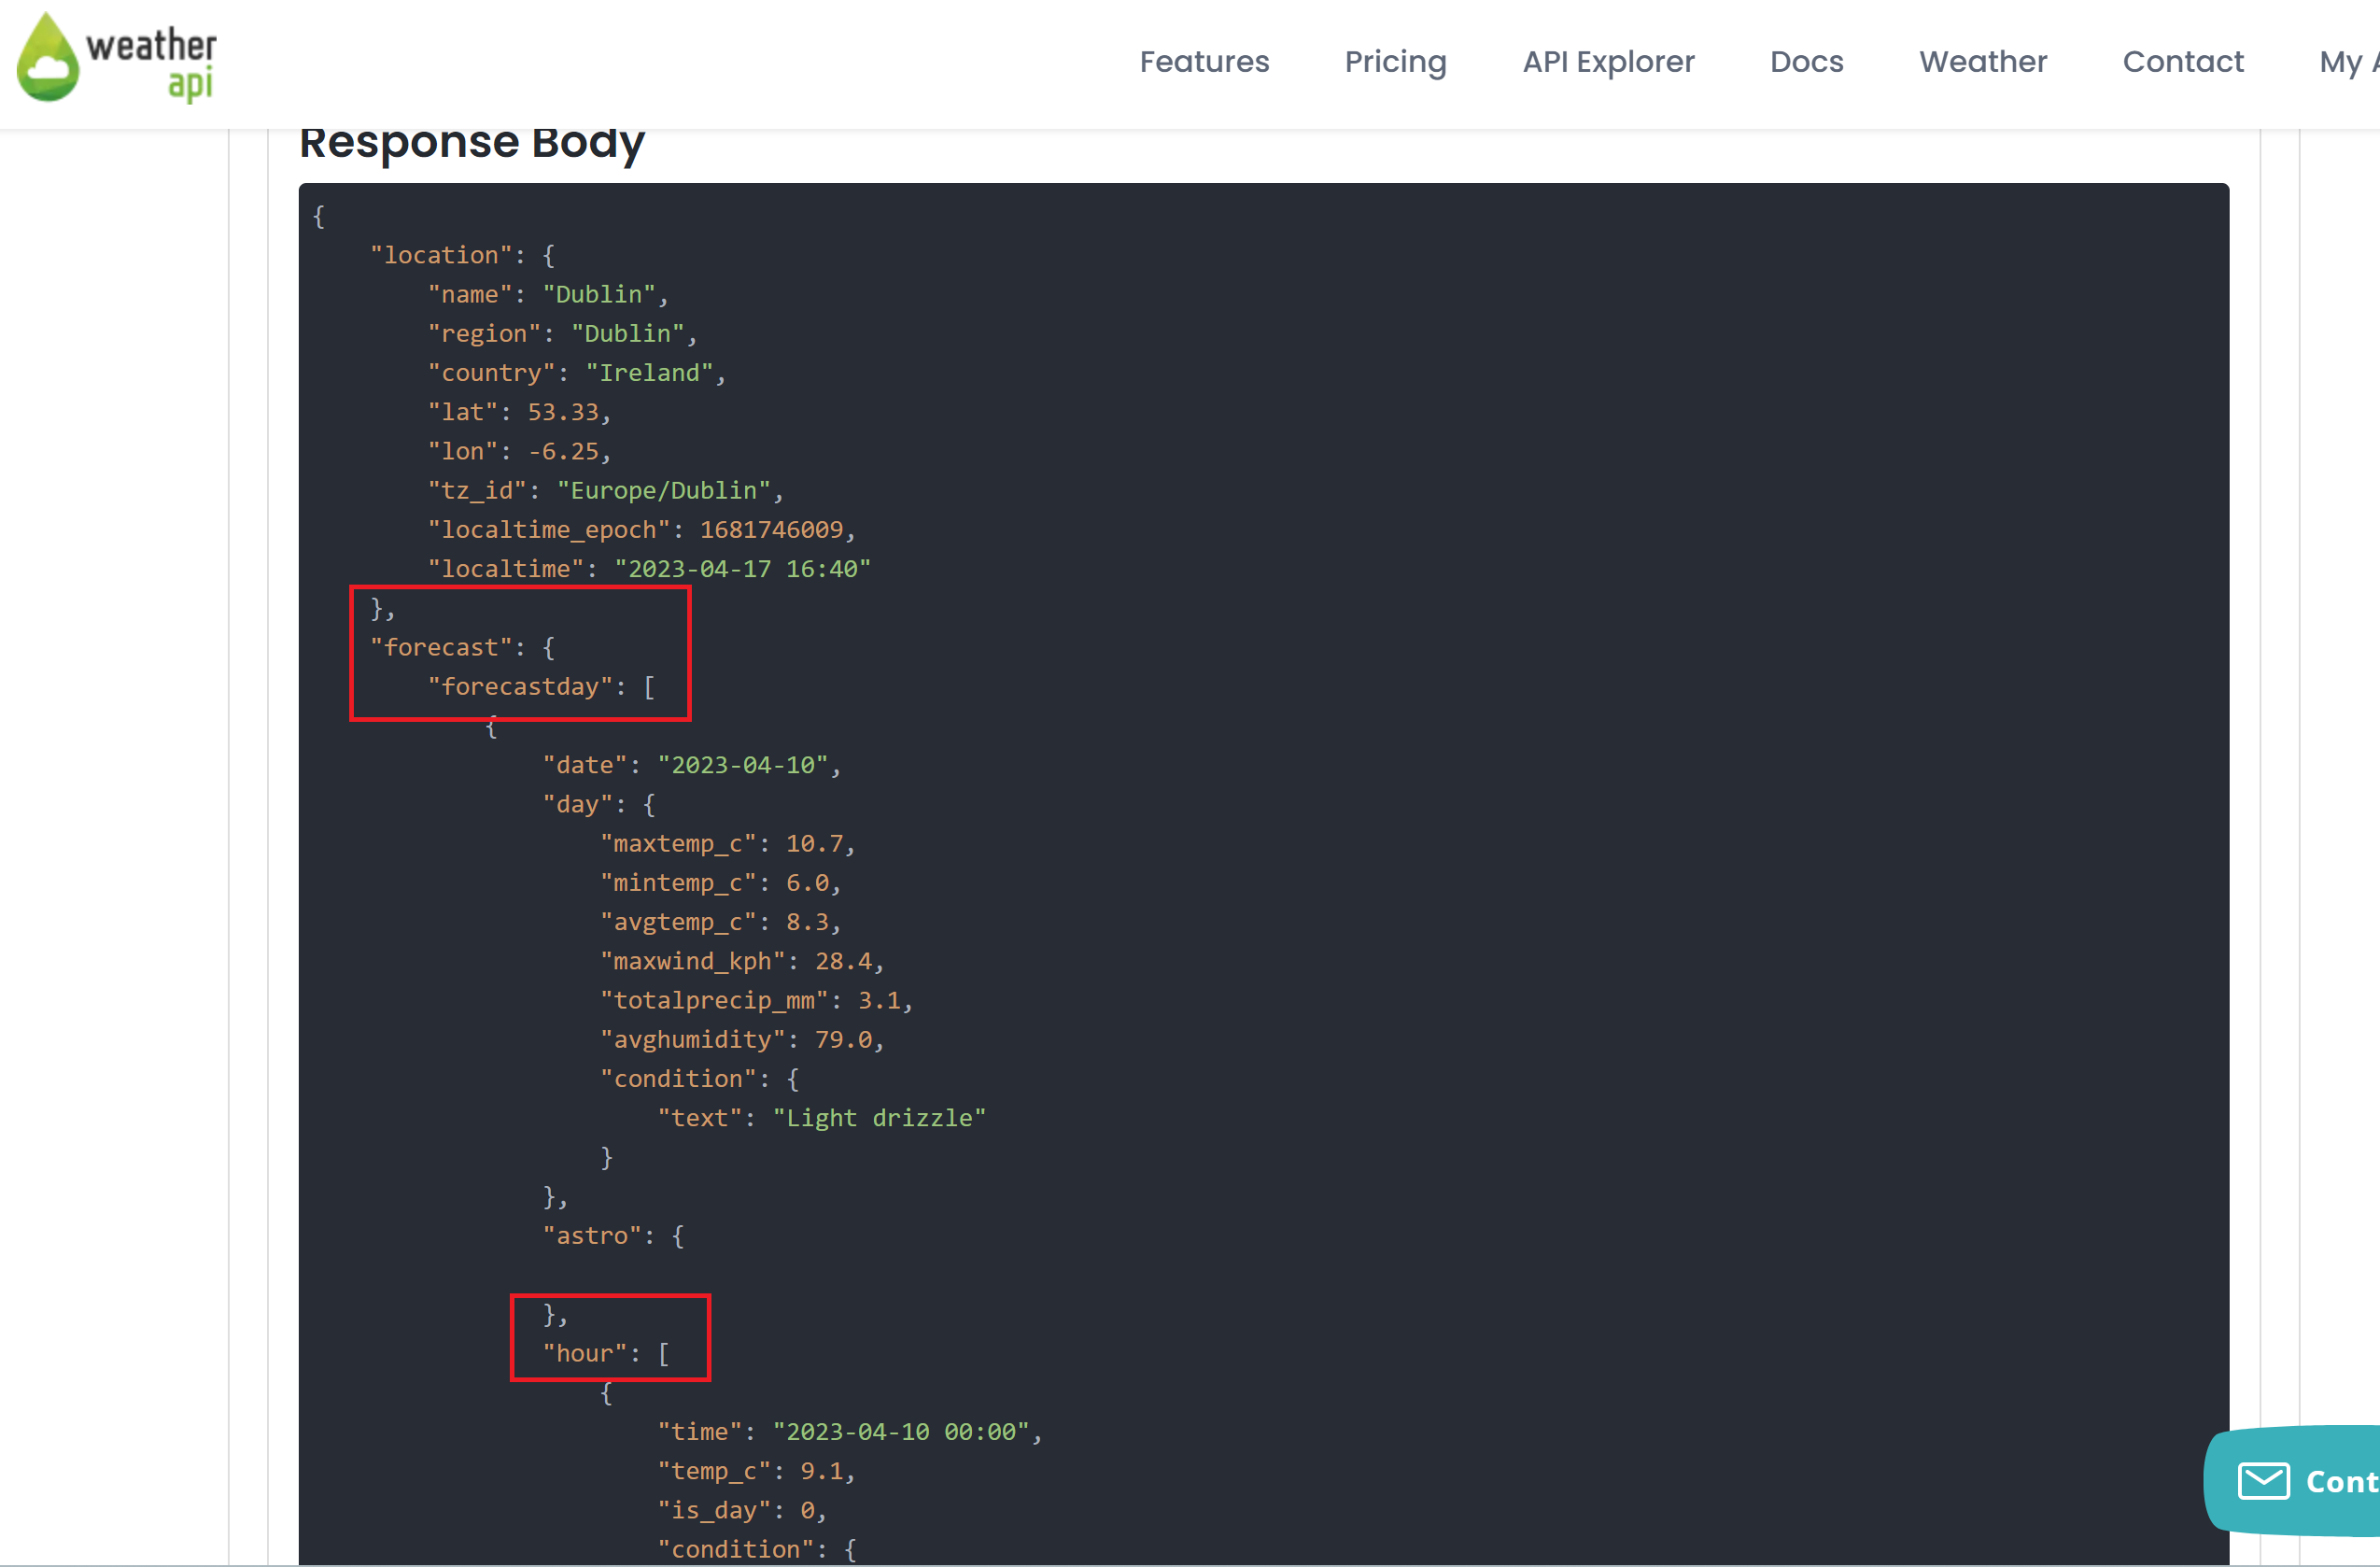 weather
api
Features Pricing API Explorer Docs Weather Contact My
Response Body
{
"location": {
"name": "Dublin",
"region": "Dublin",
"country": "Ireland",
"lat": 53.33,
"lon": -6.25,
"tz_id": "Europe/Dublin",
"localtime_epoch": 1681746009,
"localtime": "2023-04-17 16:40"
},
"forecast": {
"forecastday": [
{
"date": "2023-04-10",
"day": {
"maxtemp_c": 10.7,
"mintemp_c": 6.0,
"avgtemp_c": 8.3,
"maxwind_kph": 28.4,
"totalprecip_mm": 3.1,
"avghumidity": 79.0,
"condition": {
"text": "Light drizzle"
}
},
"astro": {
},
"hour": [
{
"time": "2023-04-10 00:00",
"temp_c": 9.1,
"is_day": 0,
"condition": {
Cont